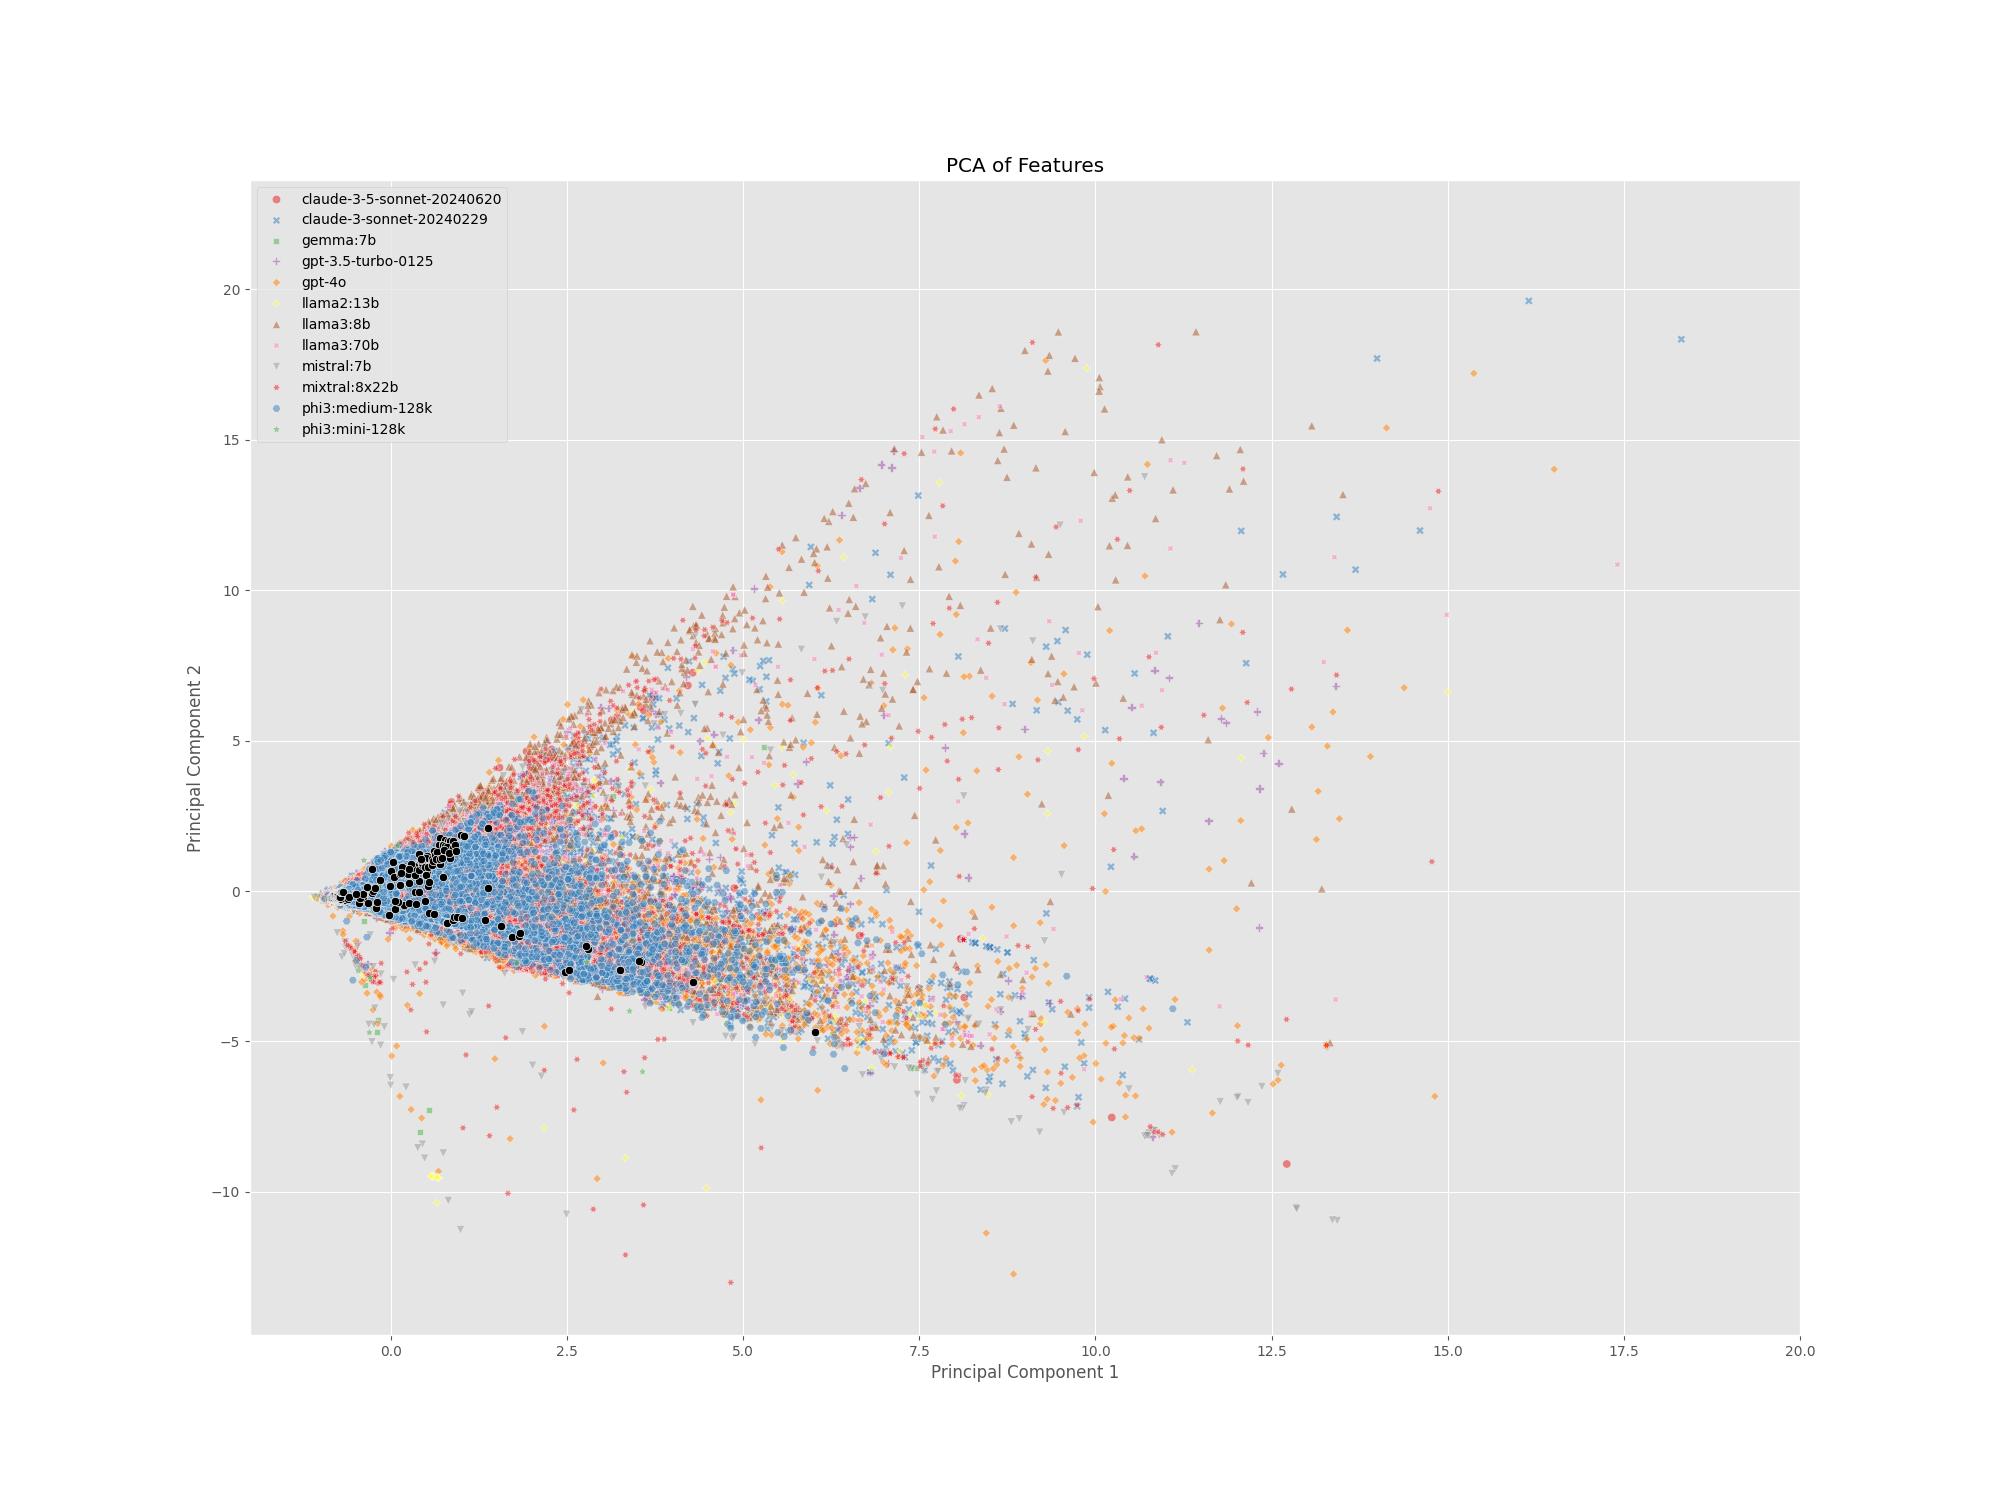 PCA of Features
claude-3-5-sonnet-20240620
claude-3-sonnet-20240229
gemma:7b
gpt-3.5-turbo-0125
gpt-4o
llama2:13b
llama3:8b
llama3:70b
mistral:7b
mixtral:8x22b
phi3:medium-128k
phi3:mini-128k
20
15
10
5
0
−5
−10
Principal Component 2
0.0 2.5 5.0 7.5 10.0 12.5 15.0 17.5 20.0
Principal Component 1